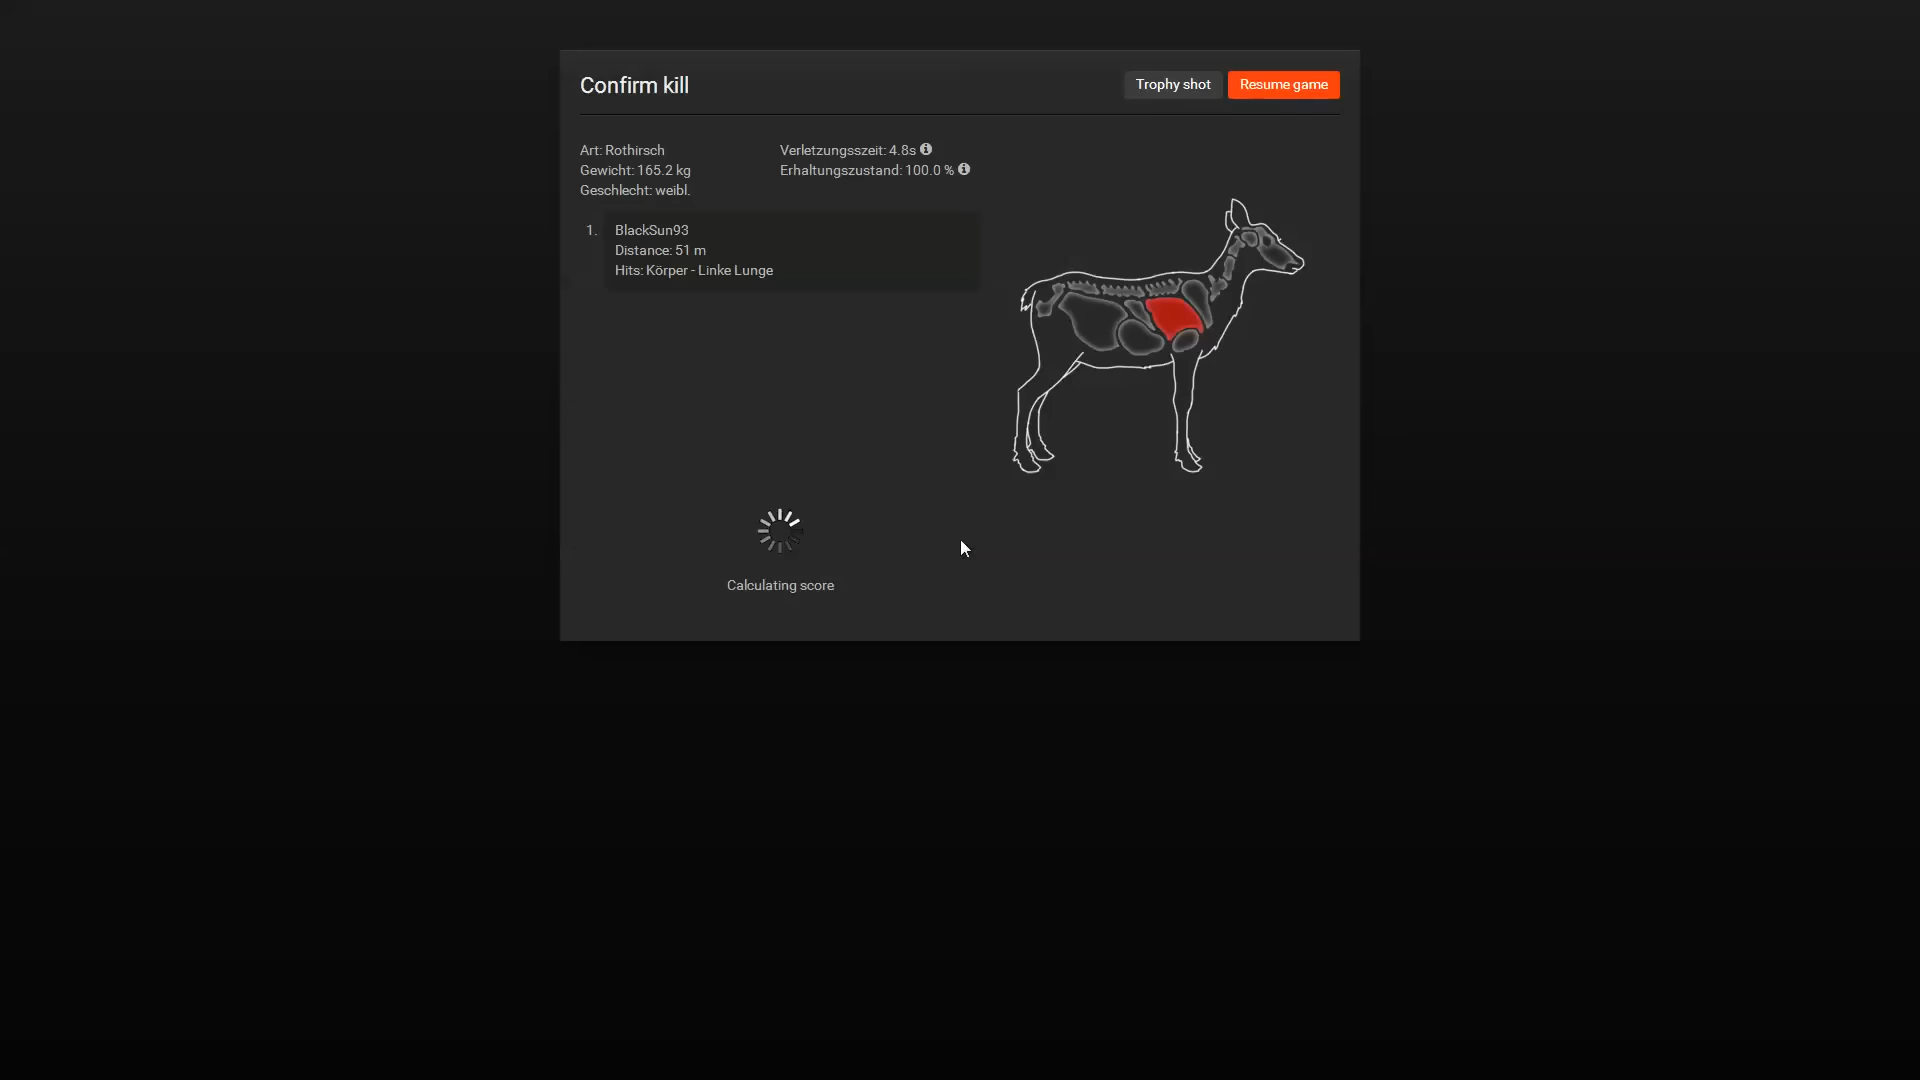 Confirm kill
Trophy shot
Resume game
Art: Rothirsch
Gewicht: 165.2 kg
Geschlecht: weibl.
Verletzungsszeit: 4.8s
Erhaltungszustand: 100.0 %
1.
BlackSun93
Distance: 51 m
Hits: Körper - Linke Lunge
Calculating score